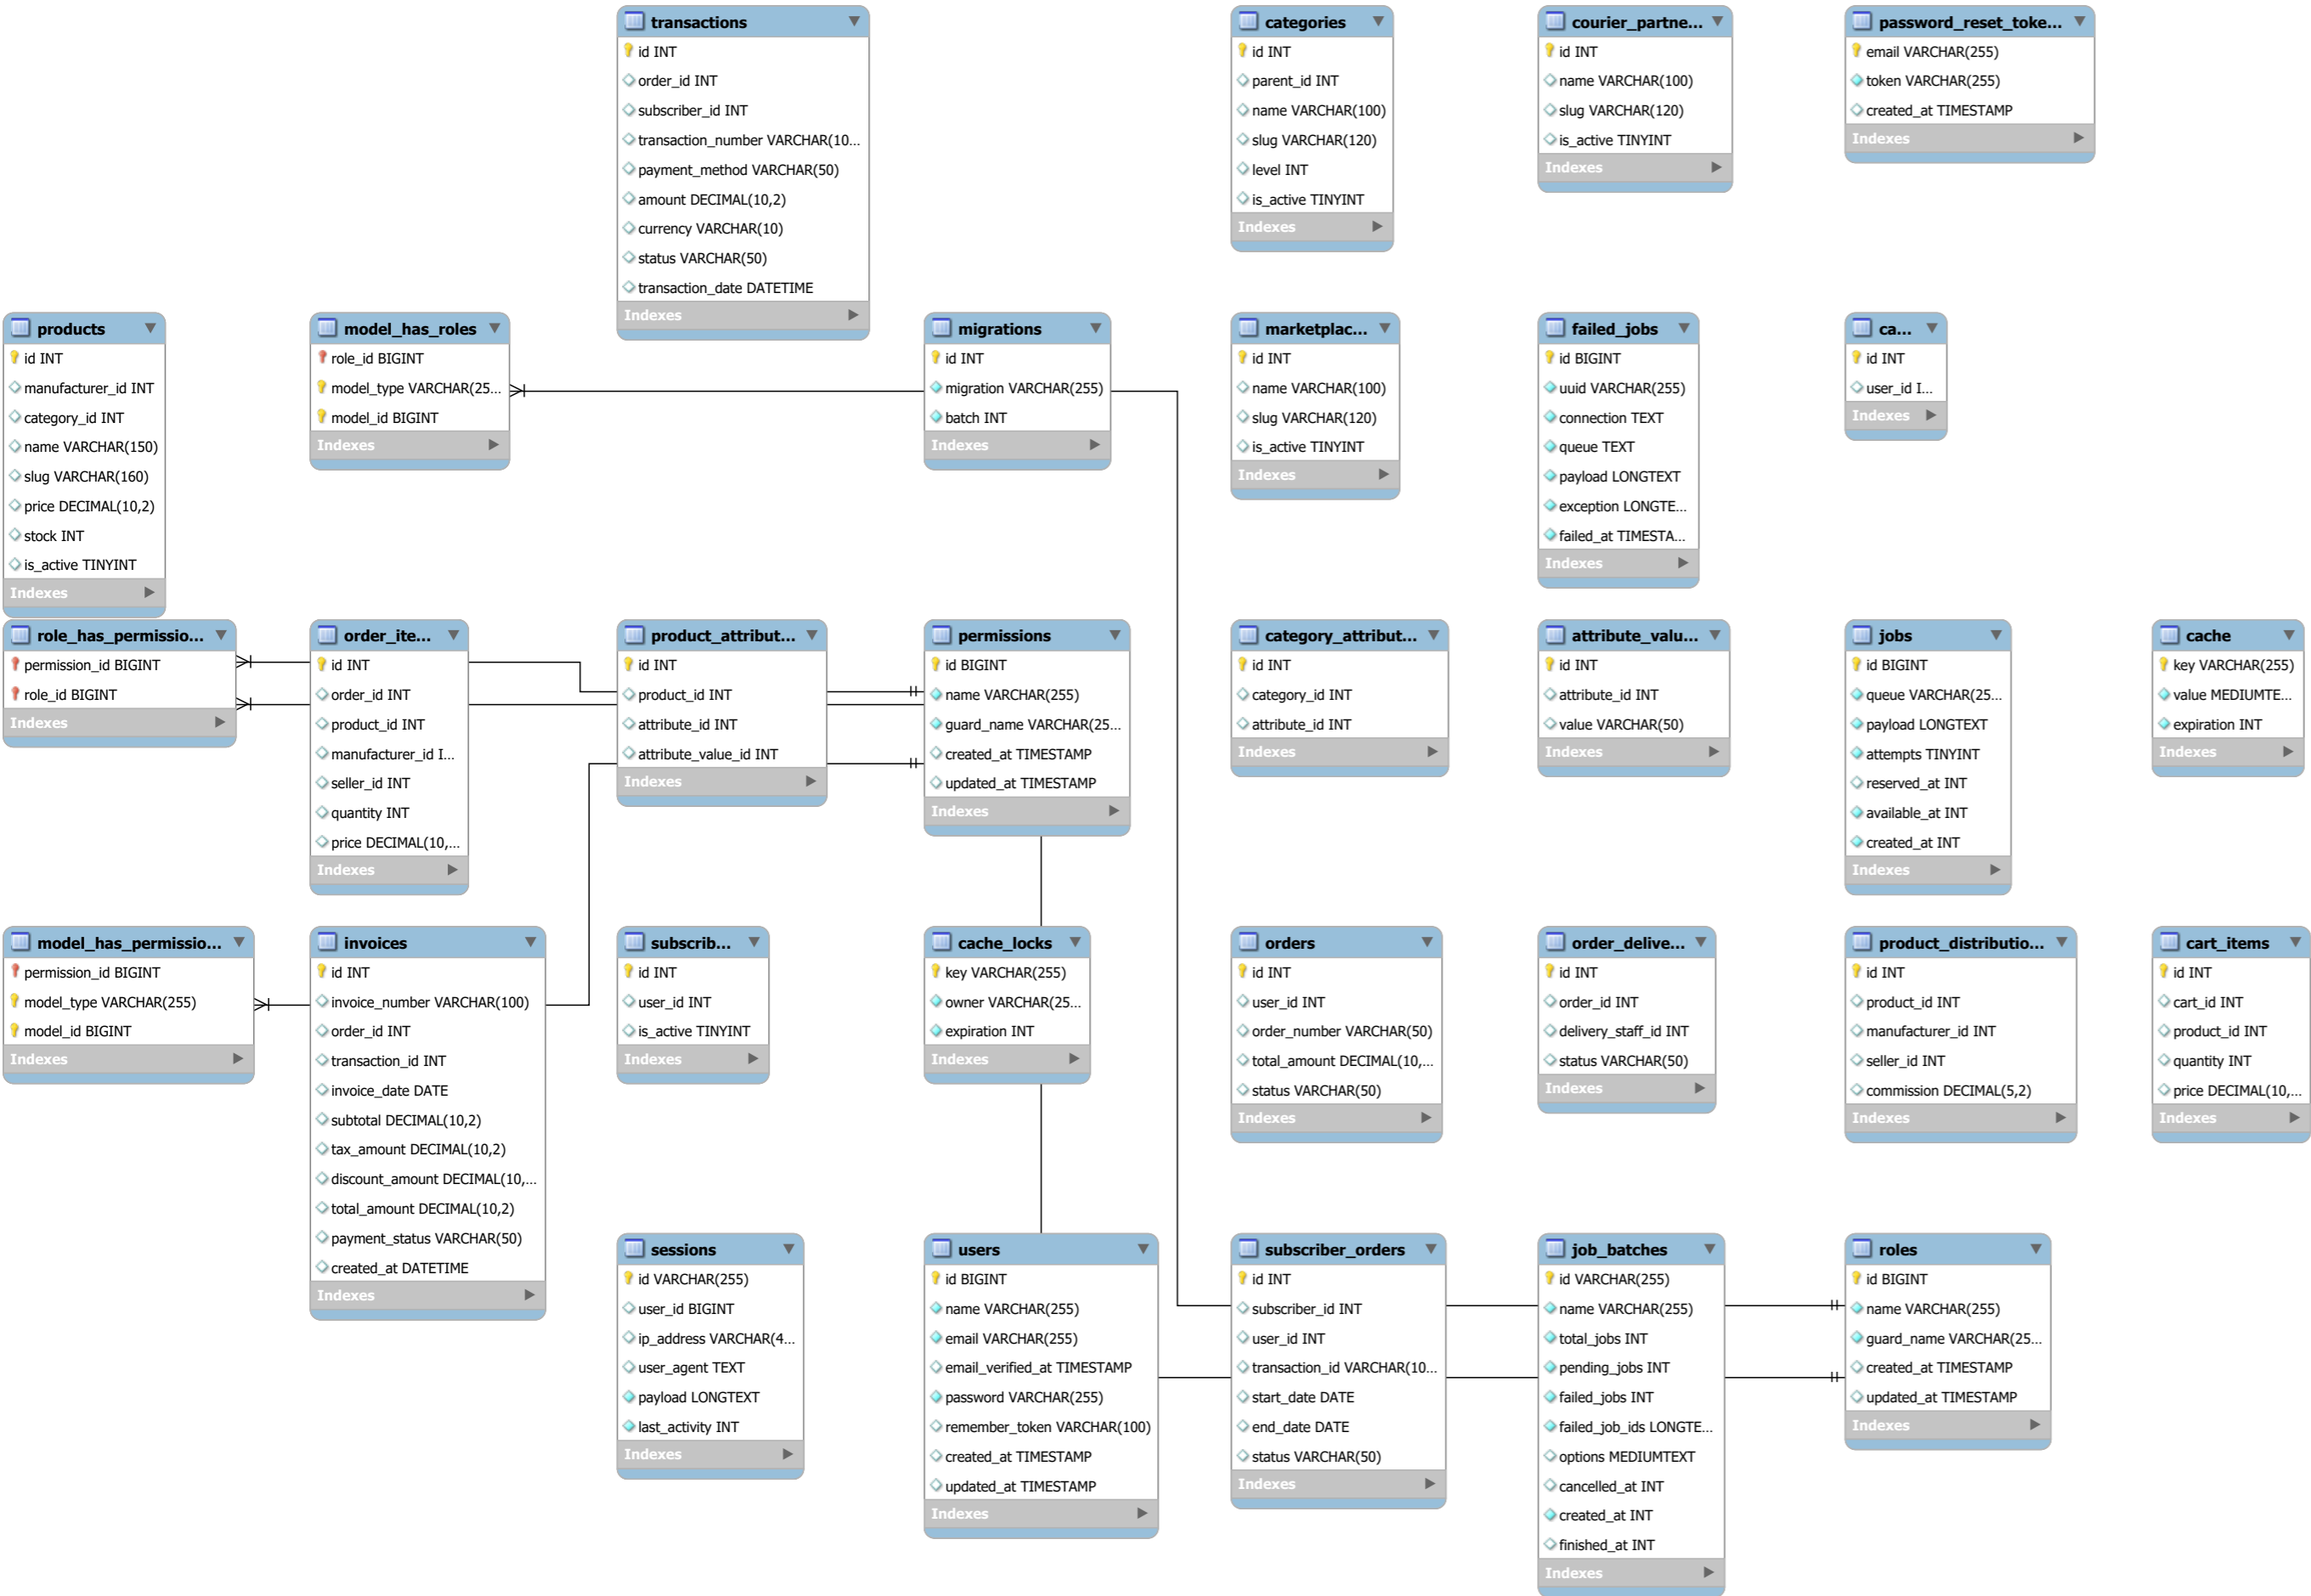 transactions
id INT
order_id INT
subscriber_id INT
transaction_number VARCHAR(10...
payment_method VARCHAR(50)
amount DECIMAL(10,2)
currency VARCHAR(10)
status VARCHAR(50)
transaction_date DATETIME
Indexes
categories
id INT
parent_id INT
name VARCHAR(100)
slug VARCHAR(120)
level INT
is_active TINYINT
Indexes
courier_partne...
id INT
name VARCHAR(100)
slug VARCHAR(120)
is_active TINYINT
Indexes
password_reset_toke...
email VARCHAR(255)
token VARCHAR(255)
created_at TIMESTAMP
Indexes
products
id INT
manufacturer_id INT
category_id INT
name VARCHAR(150)
slug VARCHAR(160)
price DECIMAL(10,2)
stock INT
is_active TINYINT
Indexes
model_has_roles
role_id BIGINT
model_type VARCHAR(25...
model_id BIGINT
Indexes
migrations
id INT
migration VARCHAR(255)
batch INT
Indexes
marketplac...
id INT
name VARCHAR(100)
slug VARCHAR(120)
is_active TINYINT
Indexes
failed_jobs
id BIGINT
uuid VARCHAR(255)
connection TEXT
queue TEXT
payload LONGTEXT
exception LONGTE...
failed_at TIMESTA...
Indexes
ca...
id INT
user_id I...
Indexes
role_has_permissio...
permission_id BIGINT
role_id BIGINT
Indexes
order_ite...
id INT
order_id INT
product_id INT
manufacturer_id I...
seller_id INT
quantity INT
price DECIMAL(10,...
Indexes
product_attribut...
id INT
product_id INT
attribute_id INT
attribute_value_id INT
Indexes
permissions
id BIGINT
name VARCHAR(255)
guard_name VARCHAR(25...
created_at TIMESTAMP
updated_at TIMESTAMP
Indexes
category_attribut...
id INT
category_id INT
attribute_id INT
Indexes
attribute_valu...
id INT
attribute_id INT
value VARCHAR(50)
Indexes
jobs
id BIGINT
queue VARCHAR(25...
payload LONGTEXT
attempts TINYINT
reserved_at INT
available_at INT
created_at INT
Indexes
cache
key VARCHAR(255)
value MEDIUMTE...
expiration INT
Indexes
model_has_permissio...
permission_id BIGINT
model_type VARCHAR(255)
model_id BIGINT
Indexes
invoices
id INT
invoice_number VARCHAR(100)
order_id INT
transaction_id INT
invoice_date DATE
subtotal DECIMAL(10,2)
tax_amount DECIMAL(10,2)
discount_amount DECIMAL(10,...
total_amount DECIMAL(10,2)
payment_status VARCHAR(50)
created_at DATETIME
Indexes
subscrib...
id INT
user_id INT
is_active TINYINT
Indexes
cache_locks
key VARCHAR(255)
owner VARCHAR(25...
expiration INT
Indexes
orders
id INT
user_id INT
order_number VARCHAR(50)
total_amount DECIMAL(10,...
status VARCHAR(50)
Indexes
order_delive...
id INT
order_id INT
delivery_staff_id INT
status VARCHAR(50)
Indexes
product_distributio...
id INT
product_id INT
manufacturer_id INT
seller_id INT
commission DECIMAL(5,2)
Indexes
cart_items
id INT
cart_id INT
product_id INT
quantity INT
price DECIMAL(10,...
Indexes
sessions
id VARCHAR(255)
user_id BIGINT
ip_address VARCHAR(4...
user_agent TEXT
payload LONGTEXT
last_activity INT
Indexes
users
id BIGINT
name VARCHAR(255)
email VARCHAR(255)
email_verified_at TIMESTAMP
password VARCHAR(255)
remember_token VARCHAR(100)
created_at TIMESTAMP
updated_at TIMESTAMP
Indexes
subscriber_orders
id INT
subscriber_id INT
user_id INT
transaction_id VARCHAR(10...
start_date DATE
end_date DATE
status VARCHAR(50)
Indexes
job_batches
id VARCHAR(255)
name VARCHAR(255)
total_jobs INT
pending_jobs INT
failed_jobs INT
failed_job_ids LONGTE...
options MEDIUMTEXT
cancelled_at INT
created_at INT
finished_at INT
Indexes
roles
id BIGINT
name VARCHAR(255)
guard_name VARCHAR(25...
created_at TIMESTAMP
updated_at TIMESTAMP
Indexes